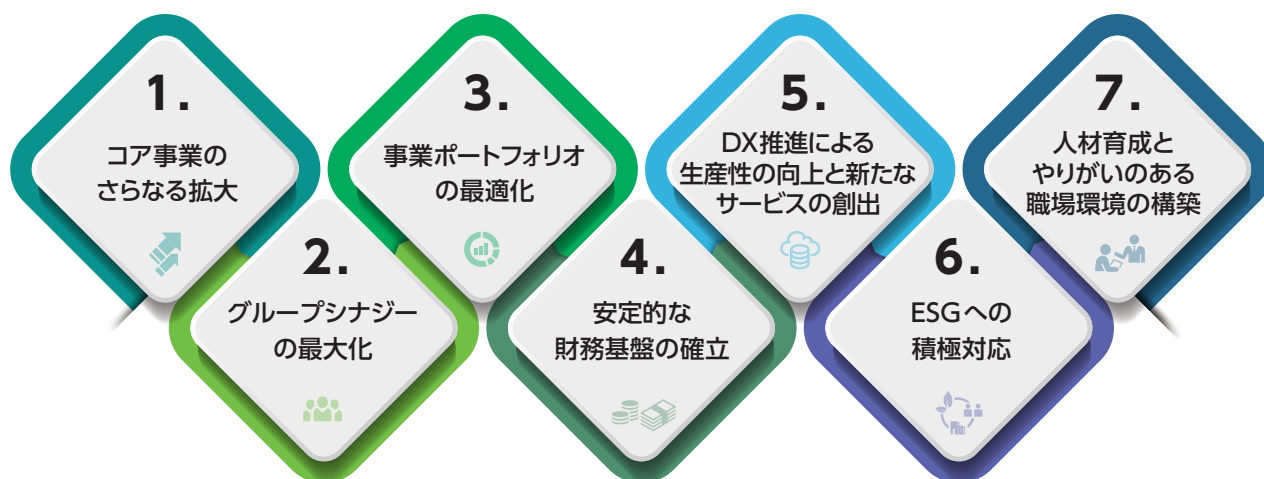 1.
コア事業の
さらなる拡大
2.
グループシナジー
の最大化
3.
事業ポートフォリオ
の最適化
4.
安定的な
財務基盤の確立
5.
DX推進による
生産性の向上と新たな
サービスの創出
6.
ESGへの
積極対応
7.
人材育成と
やりがいのある
職場環境の構築